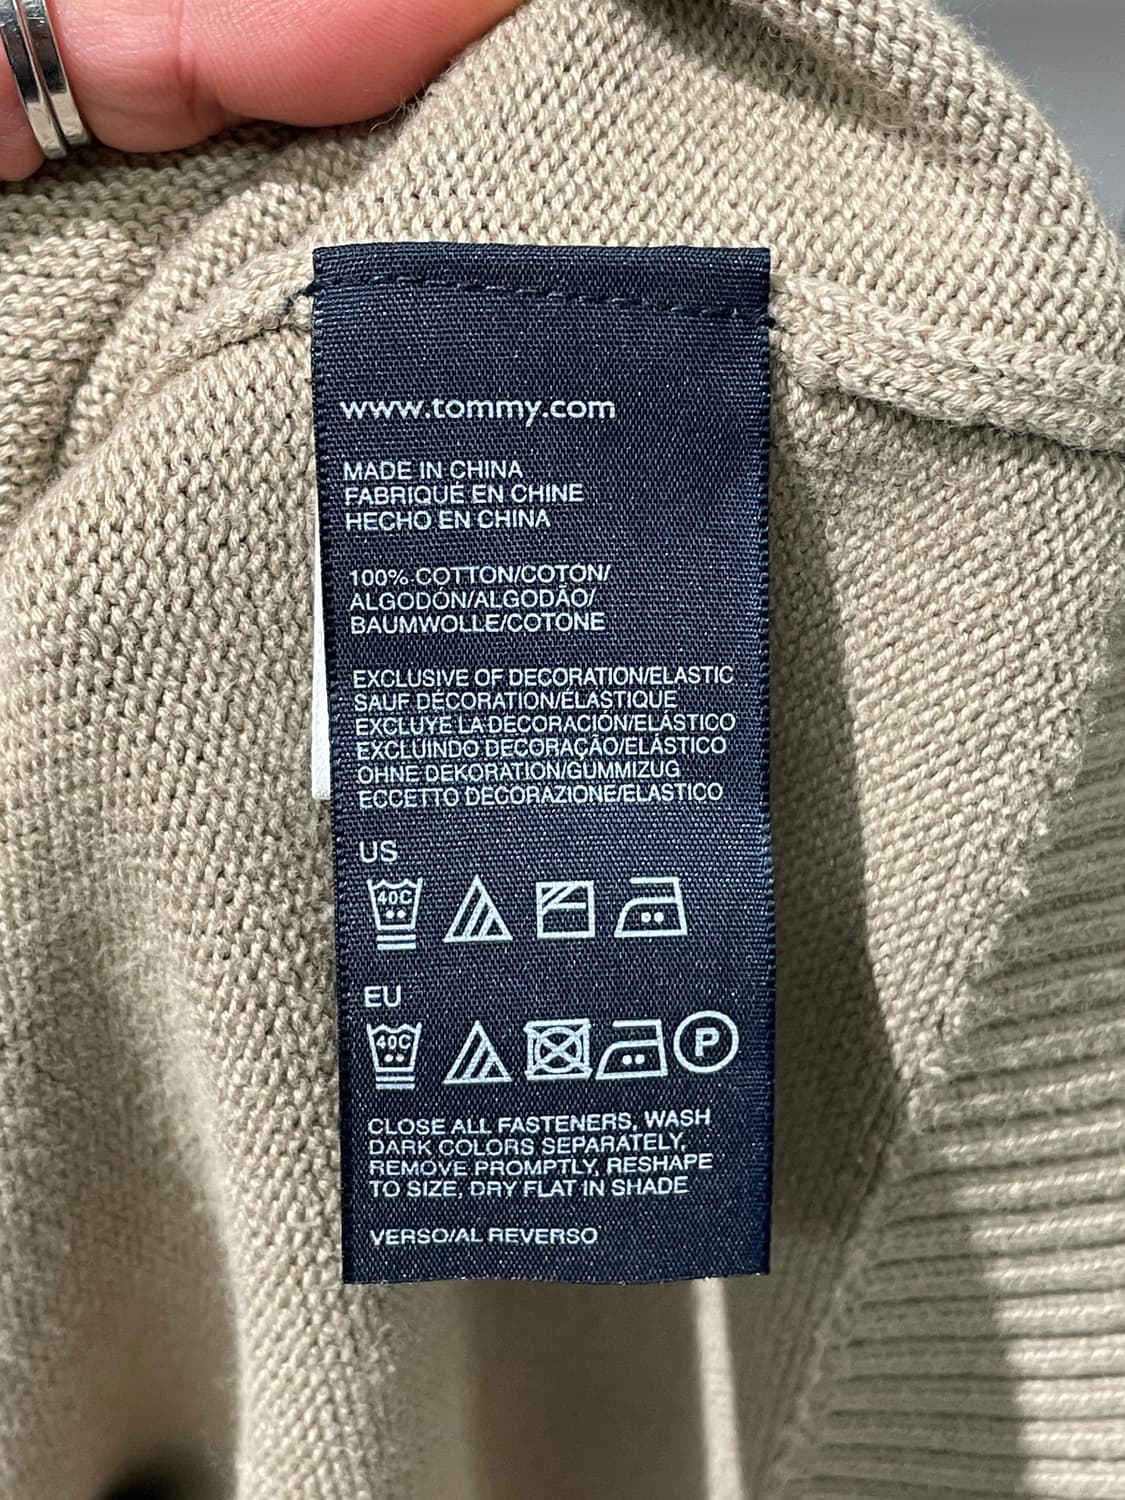 www.tommy.com
MADE IN CHINA
FABRIQUÉ EN CHINE
HECHO EN CHINA
100% COTTON/COTON/
ALGODÓN/ALGODÃO/
BAUMWOLLE/COTONE
EXCLUSIVE OF DECORATION/ELASTIC
SAUF DÉCORATION/ÉLASTIQUE
EXCLUYE LA DECORACIÓN/ELÁSTICO
EXCLUINDO DECORAÇÃO/ELÁSTICO
OHNE DEKORATION/GUMMIZUG
ECCETTO DECORAZIONE/ELASTICO
US
40C
EU
40C P
CLOSE ALL FASTENERS, WASH
DARK COLORS SEPARATELY,
REMOVE PROMPTLY, RESHAPE
TO SIZE, DRY FLAT IN SHADE
VERSO/AL REVERSO